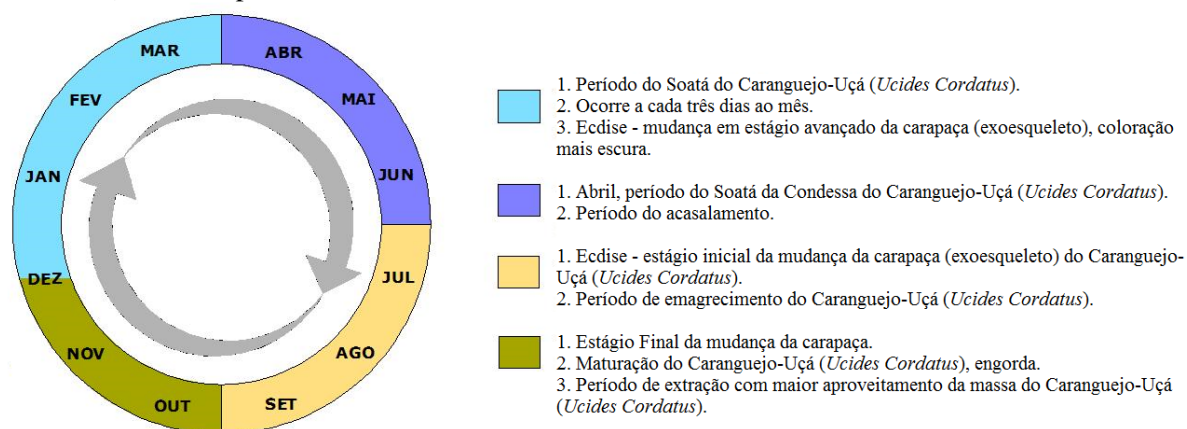 MAR
ABR
FEV
MAI
JAN
JUN
DEZ
JUL
NOV
AGO
OUT
SET
1. Período do Soatá do Caranguejo-Uçá (Ucides Cordatus).
2. Ocorre a cada três dias ao mês.
3. Ecdise - mudança em estágio avançado da carapaça (exoesqueleto), coloração
mais escura.
1. Abril, período do Soatá da Condessa do Caranguejo-Uçá (Ucides Cordatus).
2. Período do acasalamento.
1. Ecdise - estágio inicial da mudança da carapaça (exoesqueleto) do Caranguejo-
Uçá (Ucides Cordatus).
2. Período de emagrecimento do Caranguejo-Uçá (Ucides Cordatus).
1. Estágio Final da mudança da carapaça.
2. Maturação do Caranguejo-Uçá (Ucides Cordatus), engorda.
3. Período de extração com maior aproveitamento da massa do Caranguejo-Uçá
(Ucides Cordatus).